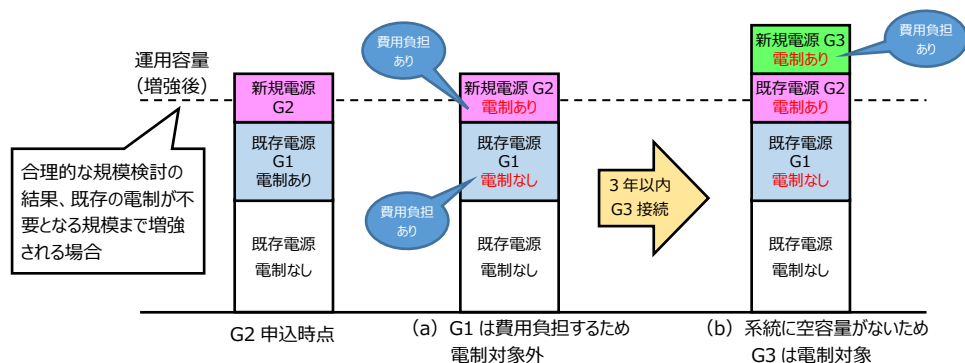 運用容量
（増強後）
合理的な規模検討の
結果、既存の電制が不
要となる規模まで増強
される場合
新規電源
G2
既存電源
G1
電制あり
既存電源
電制なし
G2 申込時点
費用負担
あり
新規電源 G2
電制あり
既存電源
G1
電制なし
費用負担
あり
既存電源
電制なし
（a）G1 は費用負担するため
電制対象外
3 年以内
G3 接続
新規電源 G3
電制あり
費用負担
あり
既存電源 G2
電制あり
既存電源
G1
電制なし
既存電源
電制なし
（b）系統に空容量がないため
G3 は電制対象